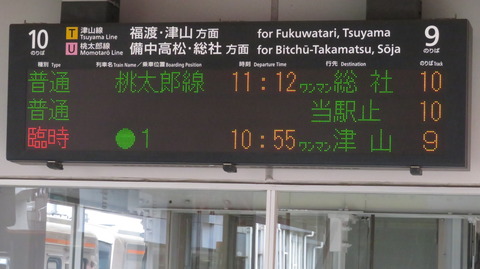 10 のりば T 津山線 Tsuyama Line 福渡・津山 方面 for Fukuwatari, Tsuyama 9 のりば
U 桃太郎線 Momotarō Line 備中高松・総社 方面 for Bitchū-Takamatsu, Sōja
種別 Type 列車名 Train Name／乗車位置 Boarding Position 時刻 Departure Time 行先 Destination のりば Track
普通 桃太郎線 11:12 ワンマン 総社 10
普通 当駅止 10
臨時 ●1 10:55 ワンマン 津山 9